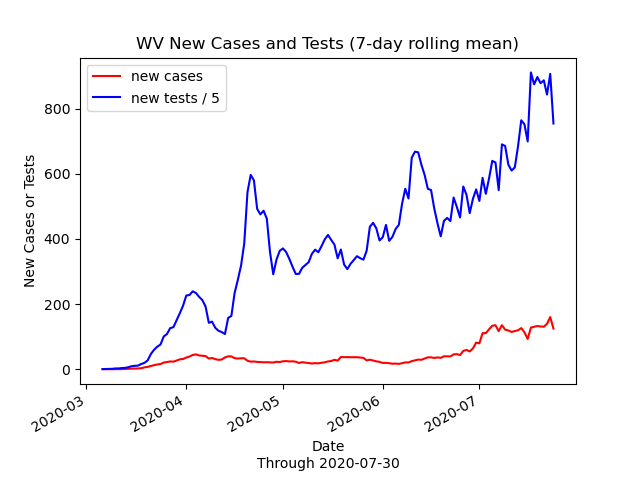 WV New Cases and Tests (7-day rolling mean)
new cases
new tests / 5
New Cases or Tests
800
600
400
200
0
2020-03
2020-04
2020-05
2020-06
2020-07
Date
Through 2020-07-30